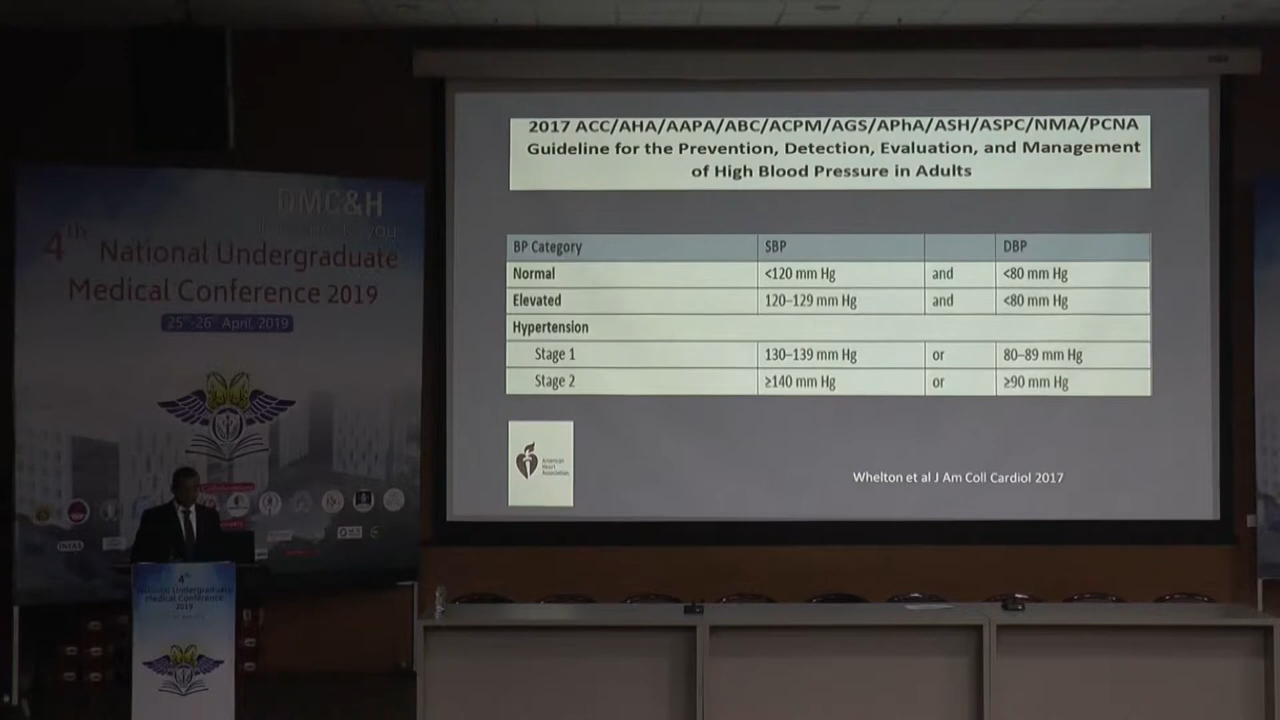 DMC&H
you
4th National Undergraduate
Medical Conference 2019
25th-26th April, 2019
4th
National Undergraduate
Medical Conference
2019
2017 ACC/AHA/AAPA/ABC/ACPM/AGS/APhA/ASH/ASPC/NMA/PCNA
Guideline for the Prevention, Detection, Evaluation, and Management
of High Blood Pressure in Adults
BP Category SBP DBP
Normal <120 mm Hg and <80 mm Hg
Elevated 120–129 mm Hg and <80 mm Hg
Hypertension
Stage 1 130–139 mm Hg or 80–89 mm Hg
Stage 2 ≥140 mm Hg or ≥90 mm Hg
American
Heart
Association
Whelton et al J Am Coll Cardiol 2017